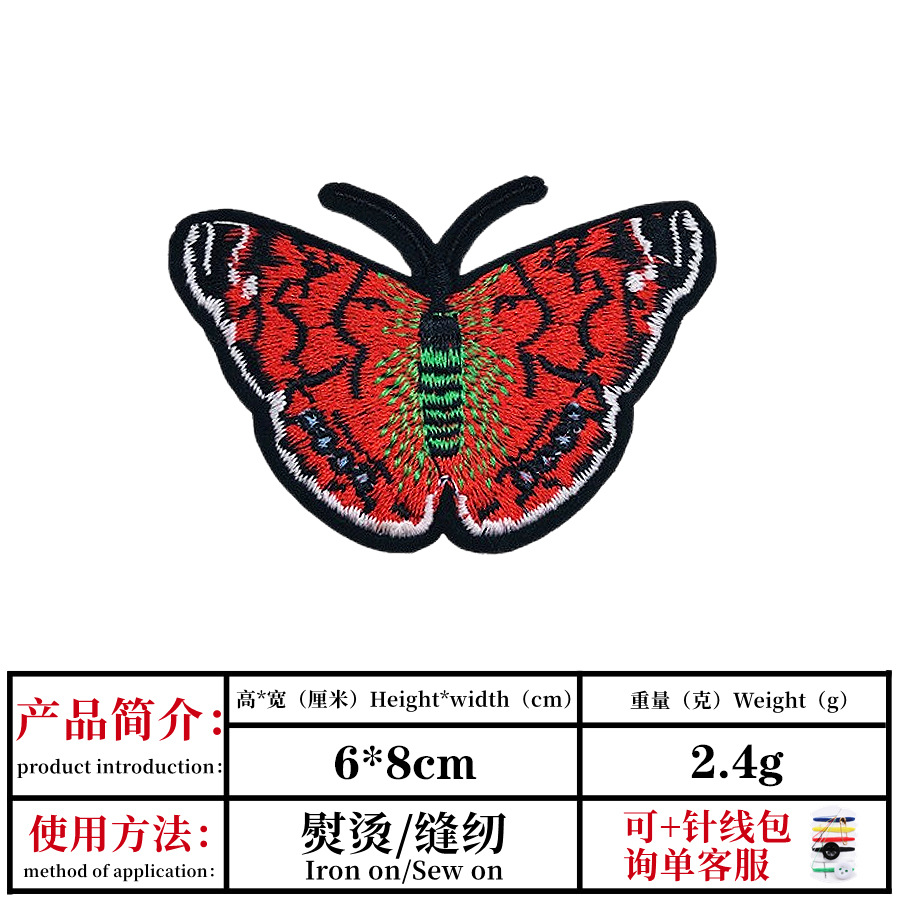 产品简介：
product introduction:
高*宽（厘米）Height*width（cm）
重量（克）Weight（g）
6*8cm
2.4g
使用方法：
method of application:
熨烫/缝纫
Iron on/Sew on
可+针线包
询单客服